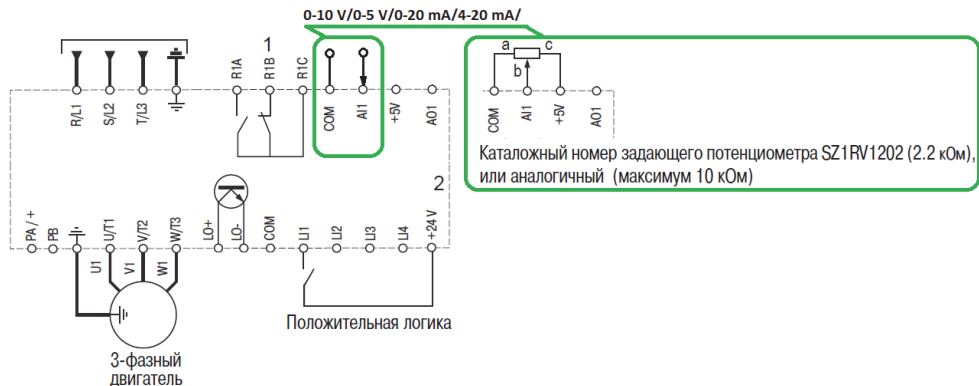 0-10 V/0-5 V/0-20 mA/4-20 mA/
1
R/L1
S/L2
T/L3
R1A
R1B
R1C
COM
AI1
+5V
AO1
a
c
b
COM
AI1
+5V
AO1
Каталожный номер задающего потенциометра SZ1RV1202 (2.2 кОм),
или аналогичный (максимум 10 кОм)
2
PA / +
PB
U/T1
V/T2
W/T3
LO+
LO-
COM
LI1
LI2
LI3
LI4
+24 V
U1
V1
W1
Положительная логика
3-фазный
двигатель